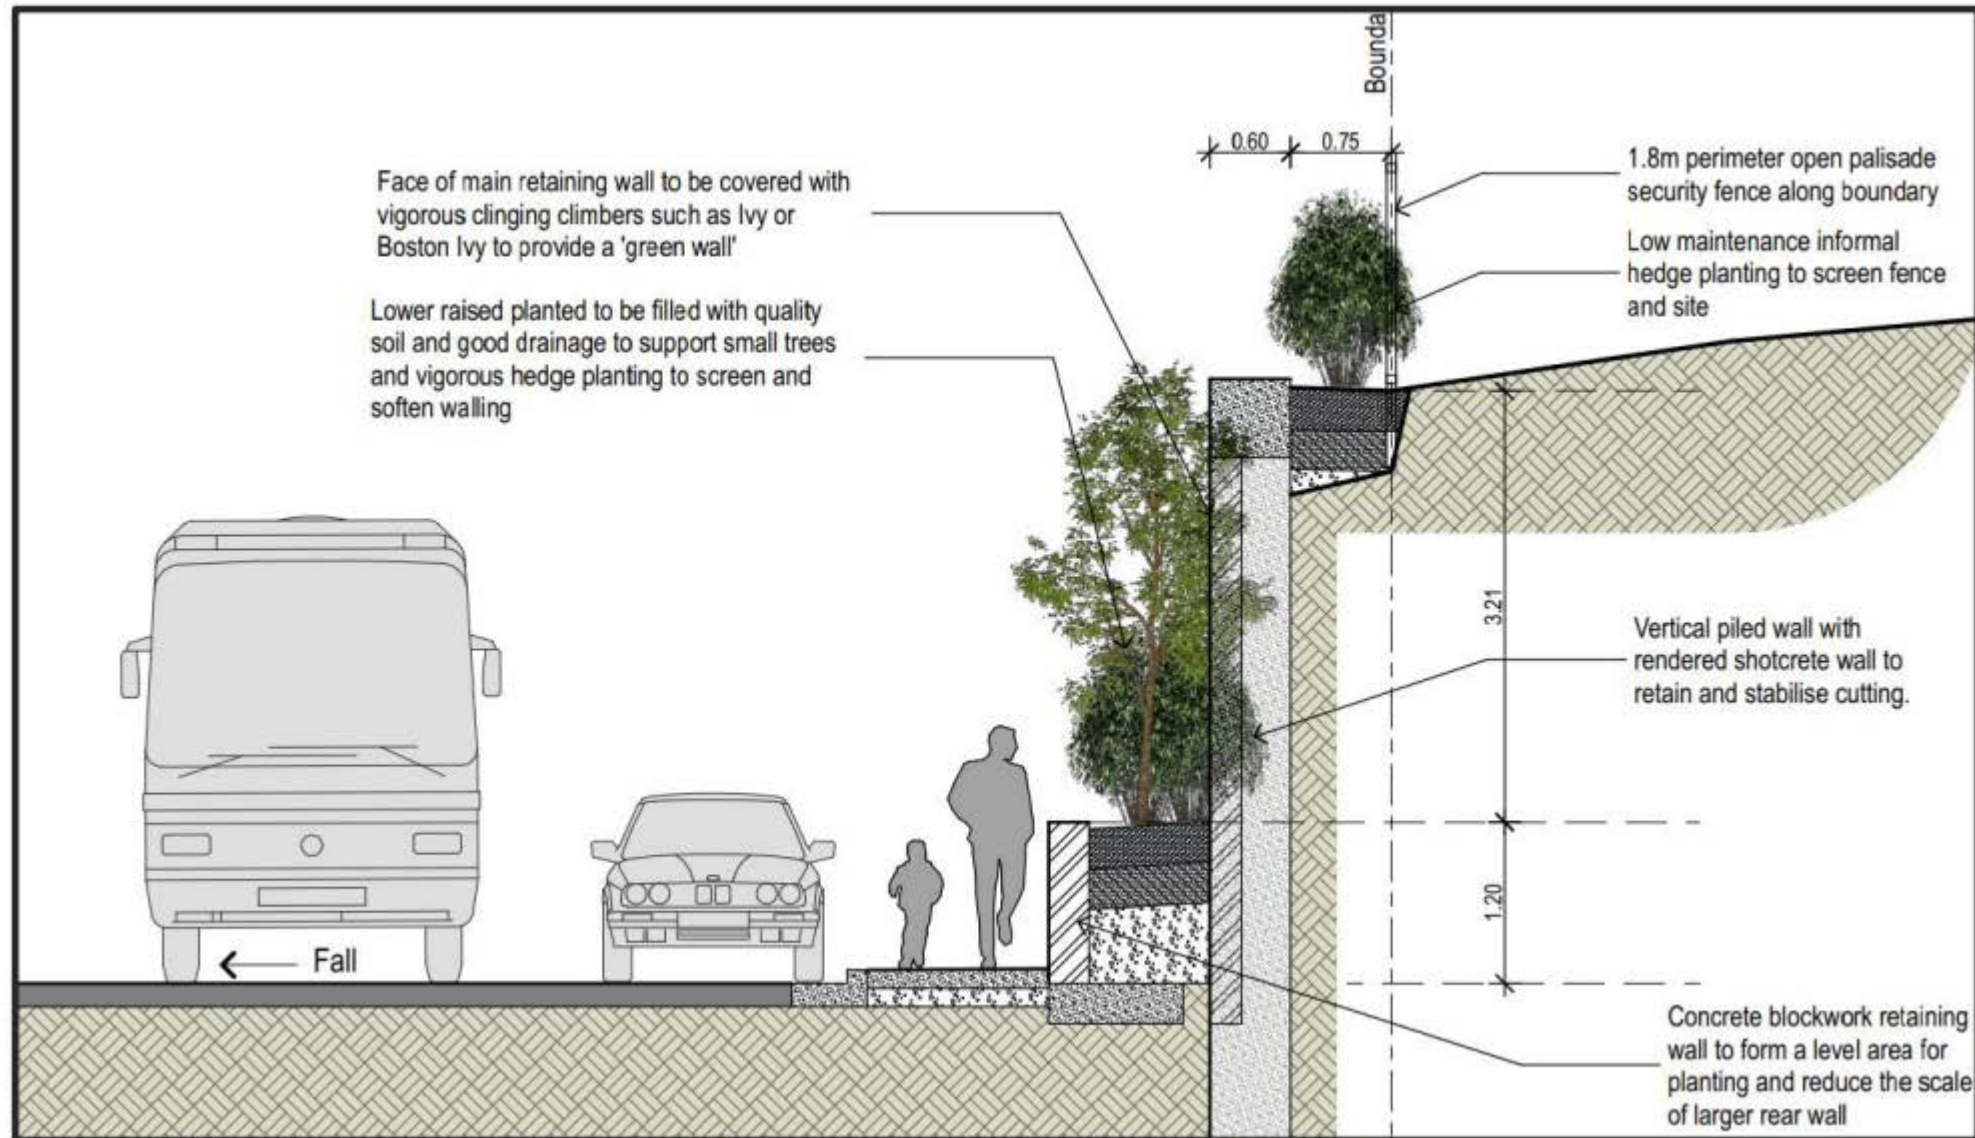 Bounda
0.60
0.75
Face of main retaining wall to be covered with
vigorous clinging climbers such as Ivy or
Boston Ivy to provide a 'green wall'
Lower raised planted to be filled with quality
soil and good drainage to support small trees
and vigorous hedge planting to screen and
soften walling
1.8m perimeter open palisade
security fence along boundary
Low maintenance informal
hedge planting to screen fence
and site
3.21
Vertical piled wall with
rendered shotcrete wall to
retain and stabilise cutting.
1.20
Fall
Concrete blockwork retaining
wall to form a level area for
planting and reduce the scale
of larger rear wall